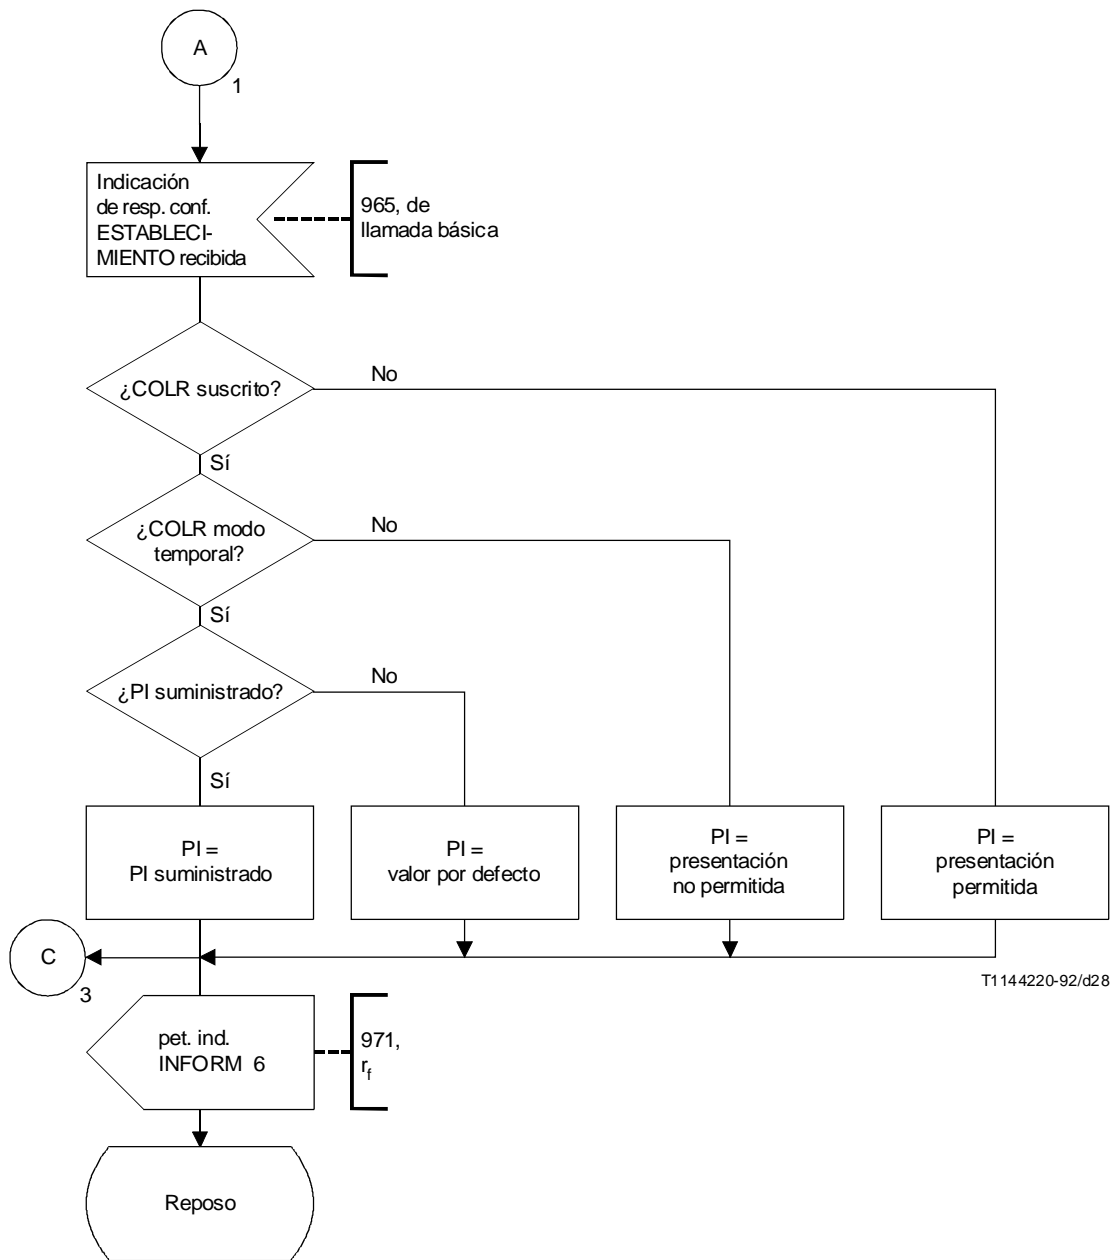 A
1
Indicación
de resp. conf.
ESTABLECI-
MIENTO recibida
965, de
llamada básica
¿COLR suscrito?
No
Sí
¿COLR modo
temporal?
No
Sí
¿PI suministrado?
No
Sí
PI =
PI suministrado
PI =
valor por defecto
PI =
presentación
no permitida
PI =
presentación
permitida
C
3
T1144220-92/d28
pet. ind.
INFORM 6
971,
rf
Reposo